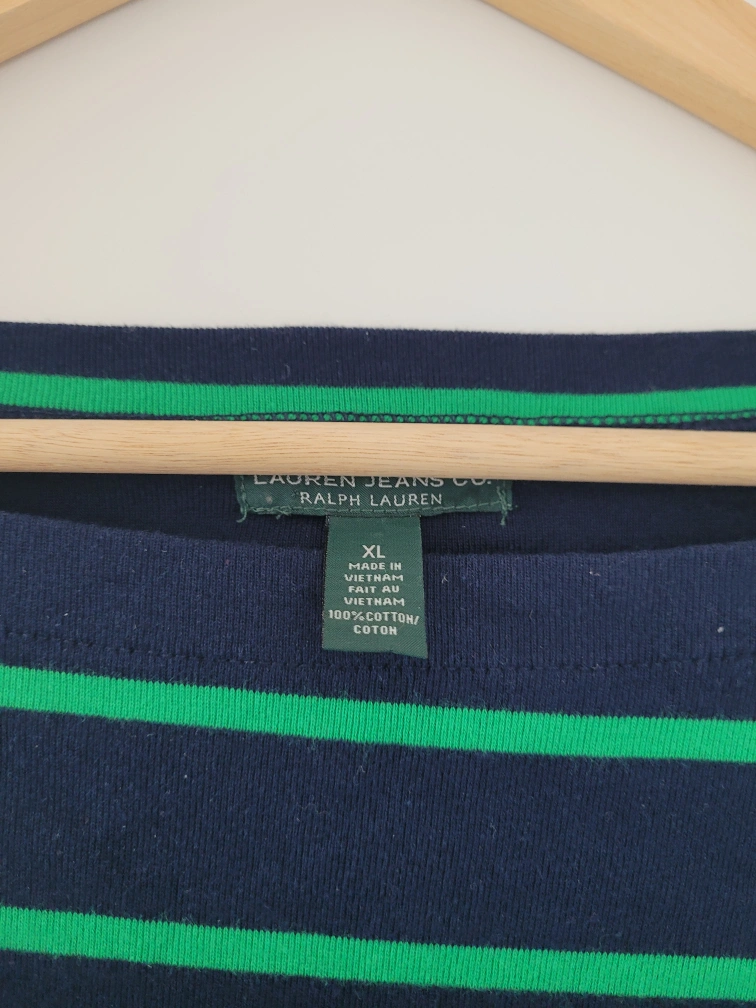 LAUREN JEANS CO.
RALPH LAUREN
XL
MADE IN
VIETNAM
FAIT AU
VIETNAM
100%COTTON/
COTON